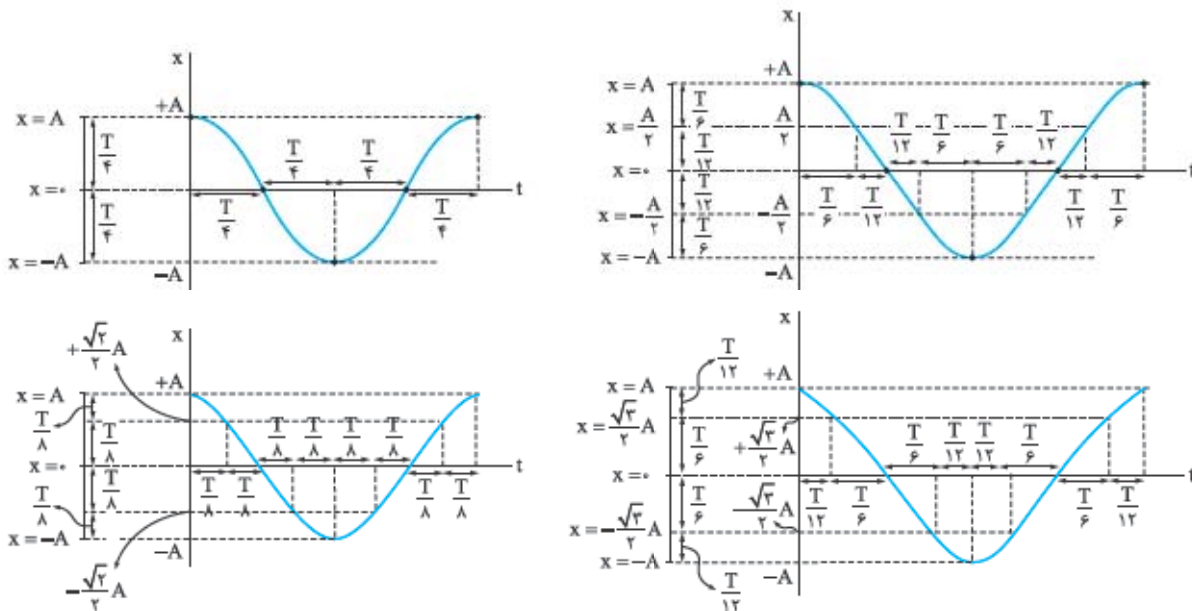 x
+A
x = A
T/۴
T/۴ T/۴
x = ۰
t
T/۴
T/۴ T/۴
x = −A
−A
x
+A
x = A
T/۶
x = A/۲
A/۲
T/۱۲ T/۶ T/۶ T/۱۲
T/۱۲
x = ۰
t
T/۱۲
T/۶ T/۱۲ T/۱۲ T/۶
x = −A/۲
−A/۲
T/۶
x = −A
−A
x
+√۲/۲ A
+A
x = A
T/۸
T/۸
T/۸ T/۸ T/۸ T/۸
x = ۰
t
T/۸
T/۸ T/۸ T/۸ T/۸
T/۸
x = −A
−A
−√۲/۲ A
x
T/۱۲
+A
x = A
x = √۳/۲ A
+√۳/۲ A
T/۶
T/۶ T/۱۲ T/۱۲ T/۶
x = ۰
t
T/۶
T/۱۲ T/۶ T/۶ T/۱۲
−√۳/۲ A
x = −√۳/۲ A
x = −A
−A
T/۱۲